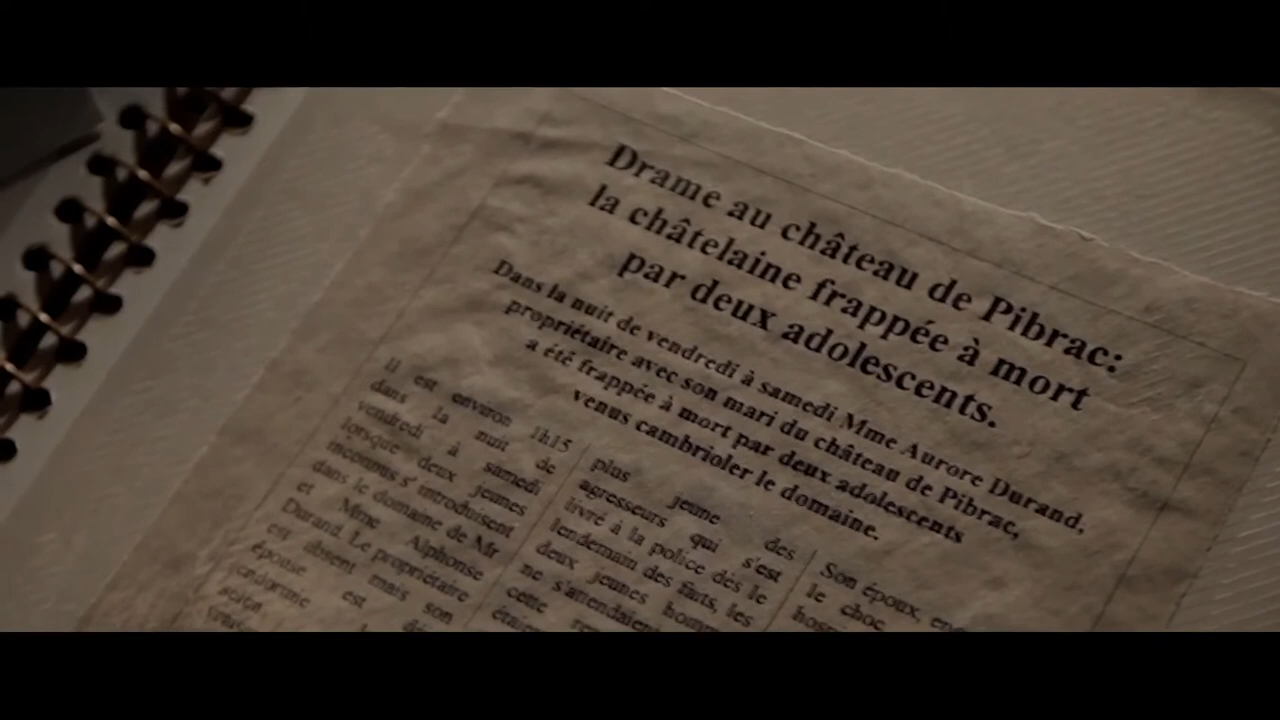 Drame au château de Pibrac:
la châtelaine frappée à mort
par deux adolescents.
Dans la nuit de vendredi à samedi Mme Aurore Durand,
propriétaire avec son mari du château de Pibrac,
a été frappée à mort par deux adolescents
venus cambrioler le domaine.
Il est environ 1h15
dans la nuit de
vendredi à samedi
lorsque deux jeunes
inconnus s'introduisent
dans le domaine de Mr
et Mme Alphonse
Durand. Le propriétaire
est absent mais son
épouse est
endormie
plus jeune des
agresseurs qui s'est
livré à la police dès le
lendemain des faits, les
deux jeunes
ne s'attendaient
cette
Son époux,
le choc